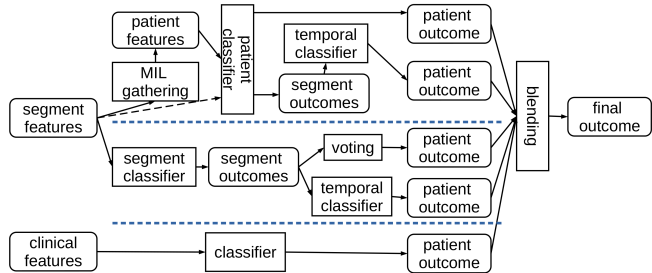 patient
features
patient
classifier
patient
outcome
temporal
classifier
MIL
gathering
segment
outcomes
patient
outcome
segment
features
blending
final
outcome
segment
classifier
segment
outcomes
voting
patient
outcome
temporal
classifier
patient
outcome
clinical
features
classifier
patient
outcome